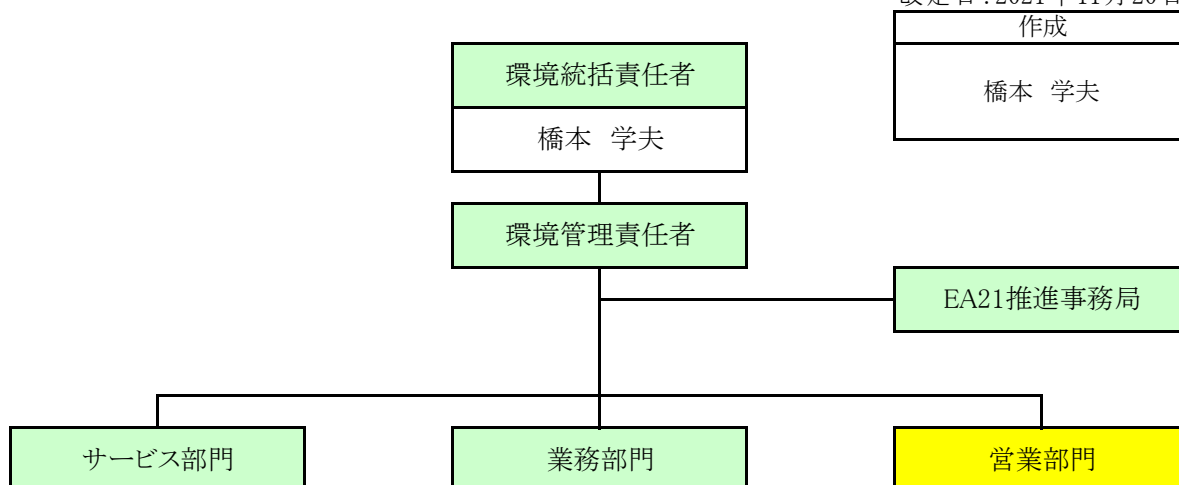 作成
環境統括責任者
橋本 学夫
橋本 学夫
環境管理責任者
EA21推進事務局
サービス部門
業務部門
営業部門